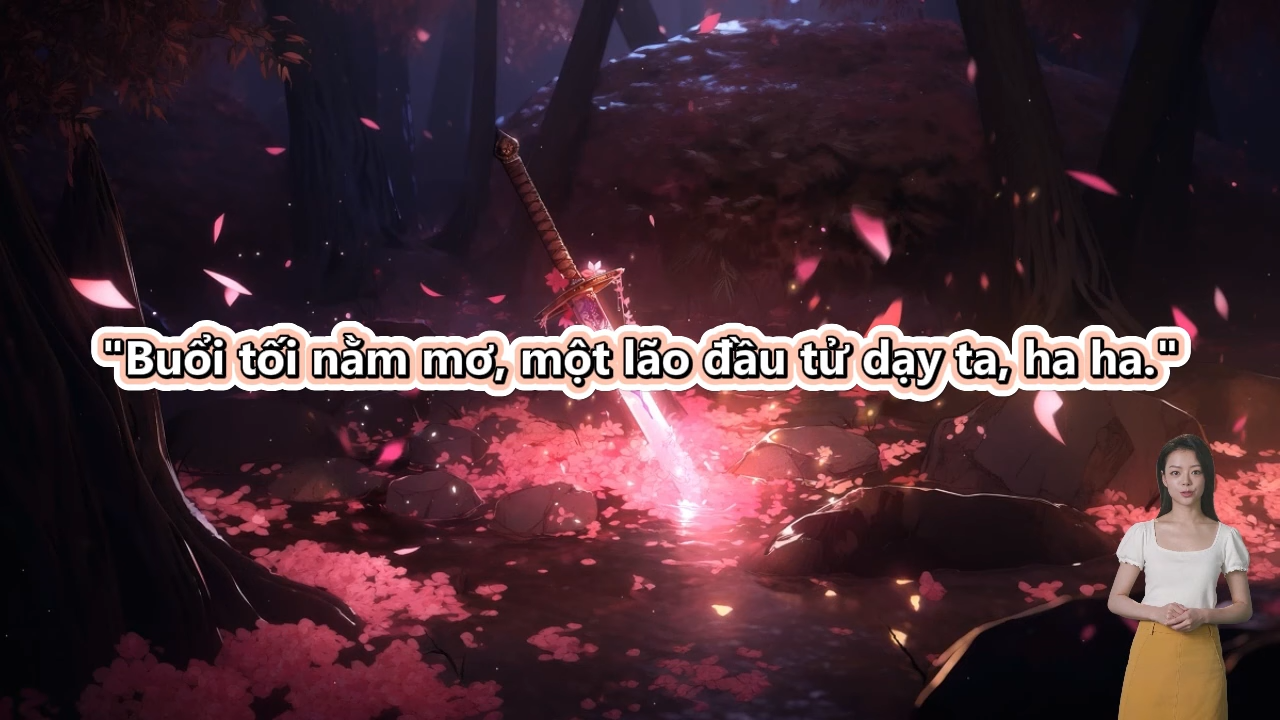 "Buổi tối nằm mơ, một lão đầu tử dạy ta, ha ha."